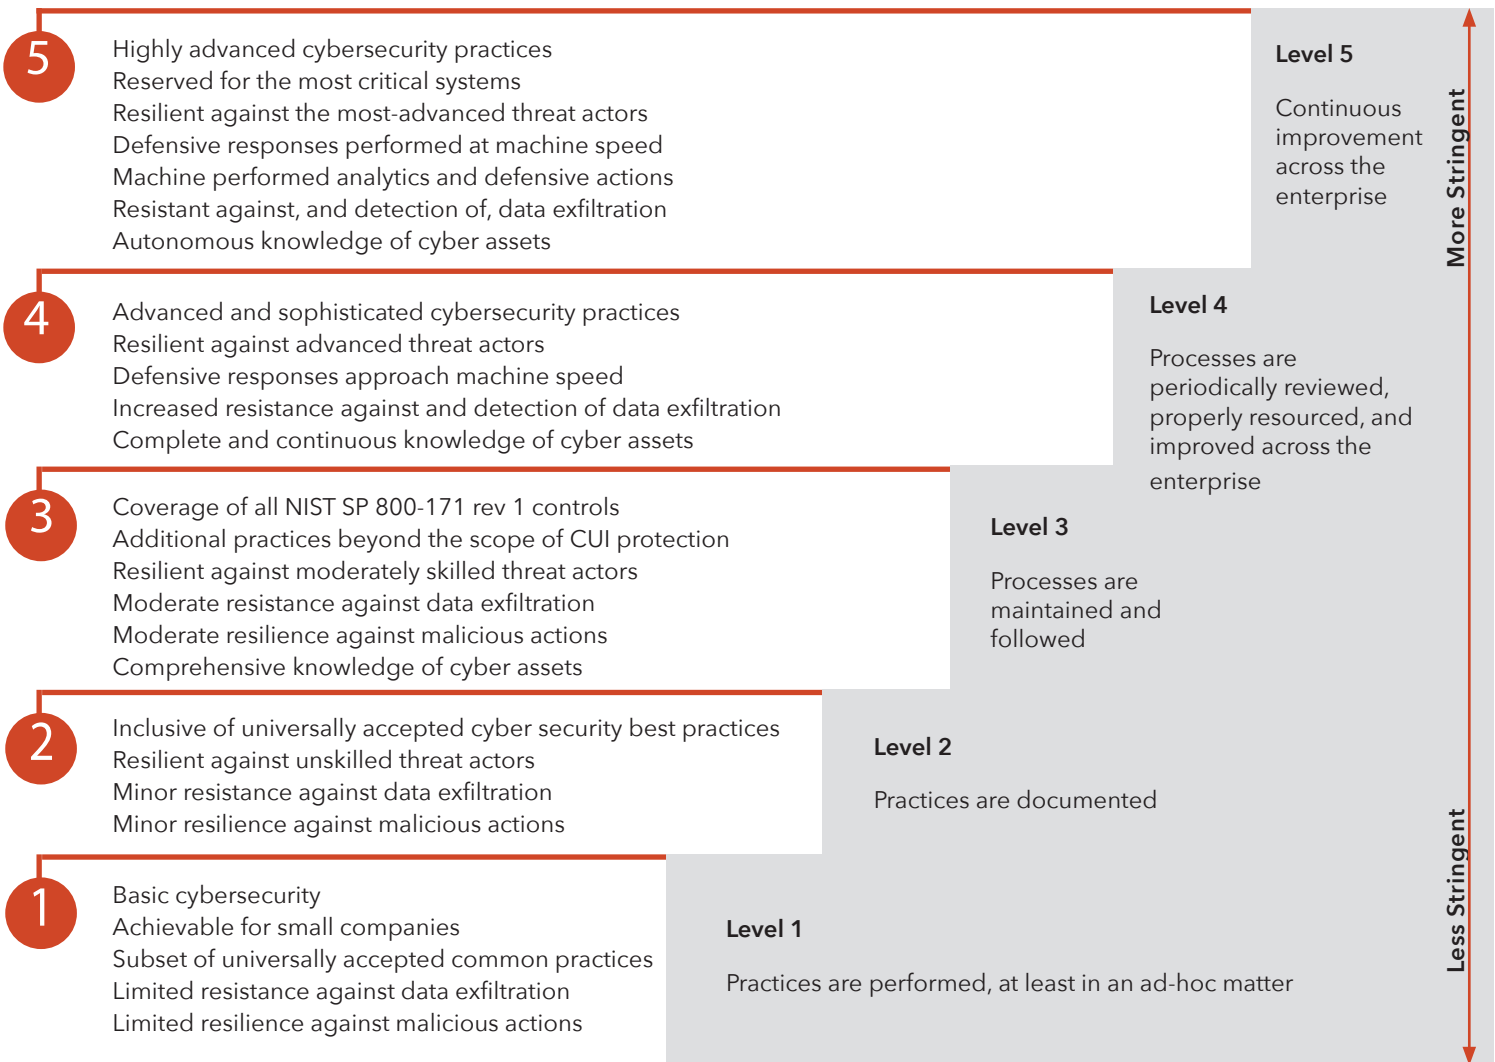 5
Highly advanced cybersecurity practices
Reserved for the most critical systems
Resilient against the most-advanced threat actors
Defensive responses performed at machine speed
Machine performed analytics and defensive actions
Resistant against, and detection of, data exfiltration
Autonomous knowledge of cyber assets
Level 5
Continuous
improvement
across the
enterprise
More Stringent
4
Advanced and sophisticated cybersecurity practices
Resilient against advanced threat actors
Defensive responses approach machine speed
Increased resistance against and detection of data exfiltration
Complete and continuous knowledge of cyber assets
Level 4
Processes are
periodically reviewed,
properly resourced, and
improved across the
enterprise
3
Coverage of all NIST SP 800-171 rev 1 controls
Additional practices beyond the scope of CUI protection
Resilient against moderately skilled threat actors
Moderate resistance against data exfiltration
Moderate resilience against malicious actions
Comprehensive knowledge of cyber assets
Level 3
Processes are
maintained and
followed
2
Inclusive of universally accepted cyber security best practices
Resilient against unskilled threat actors
Minor resistance against data exfiltration
Minor resilience against malicious actions
Level 2
Practices are documented
1
Basic cybersecurity
Achievable for small companies
Subset of universally accepted common practices
Limited resistance against data exfiltration
Limited resilience against malicious actions
Level 1
Practices are performed, at least in an ad-hoc matter
Less Stringent